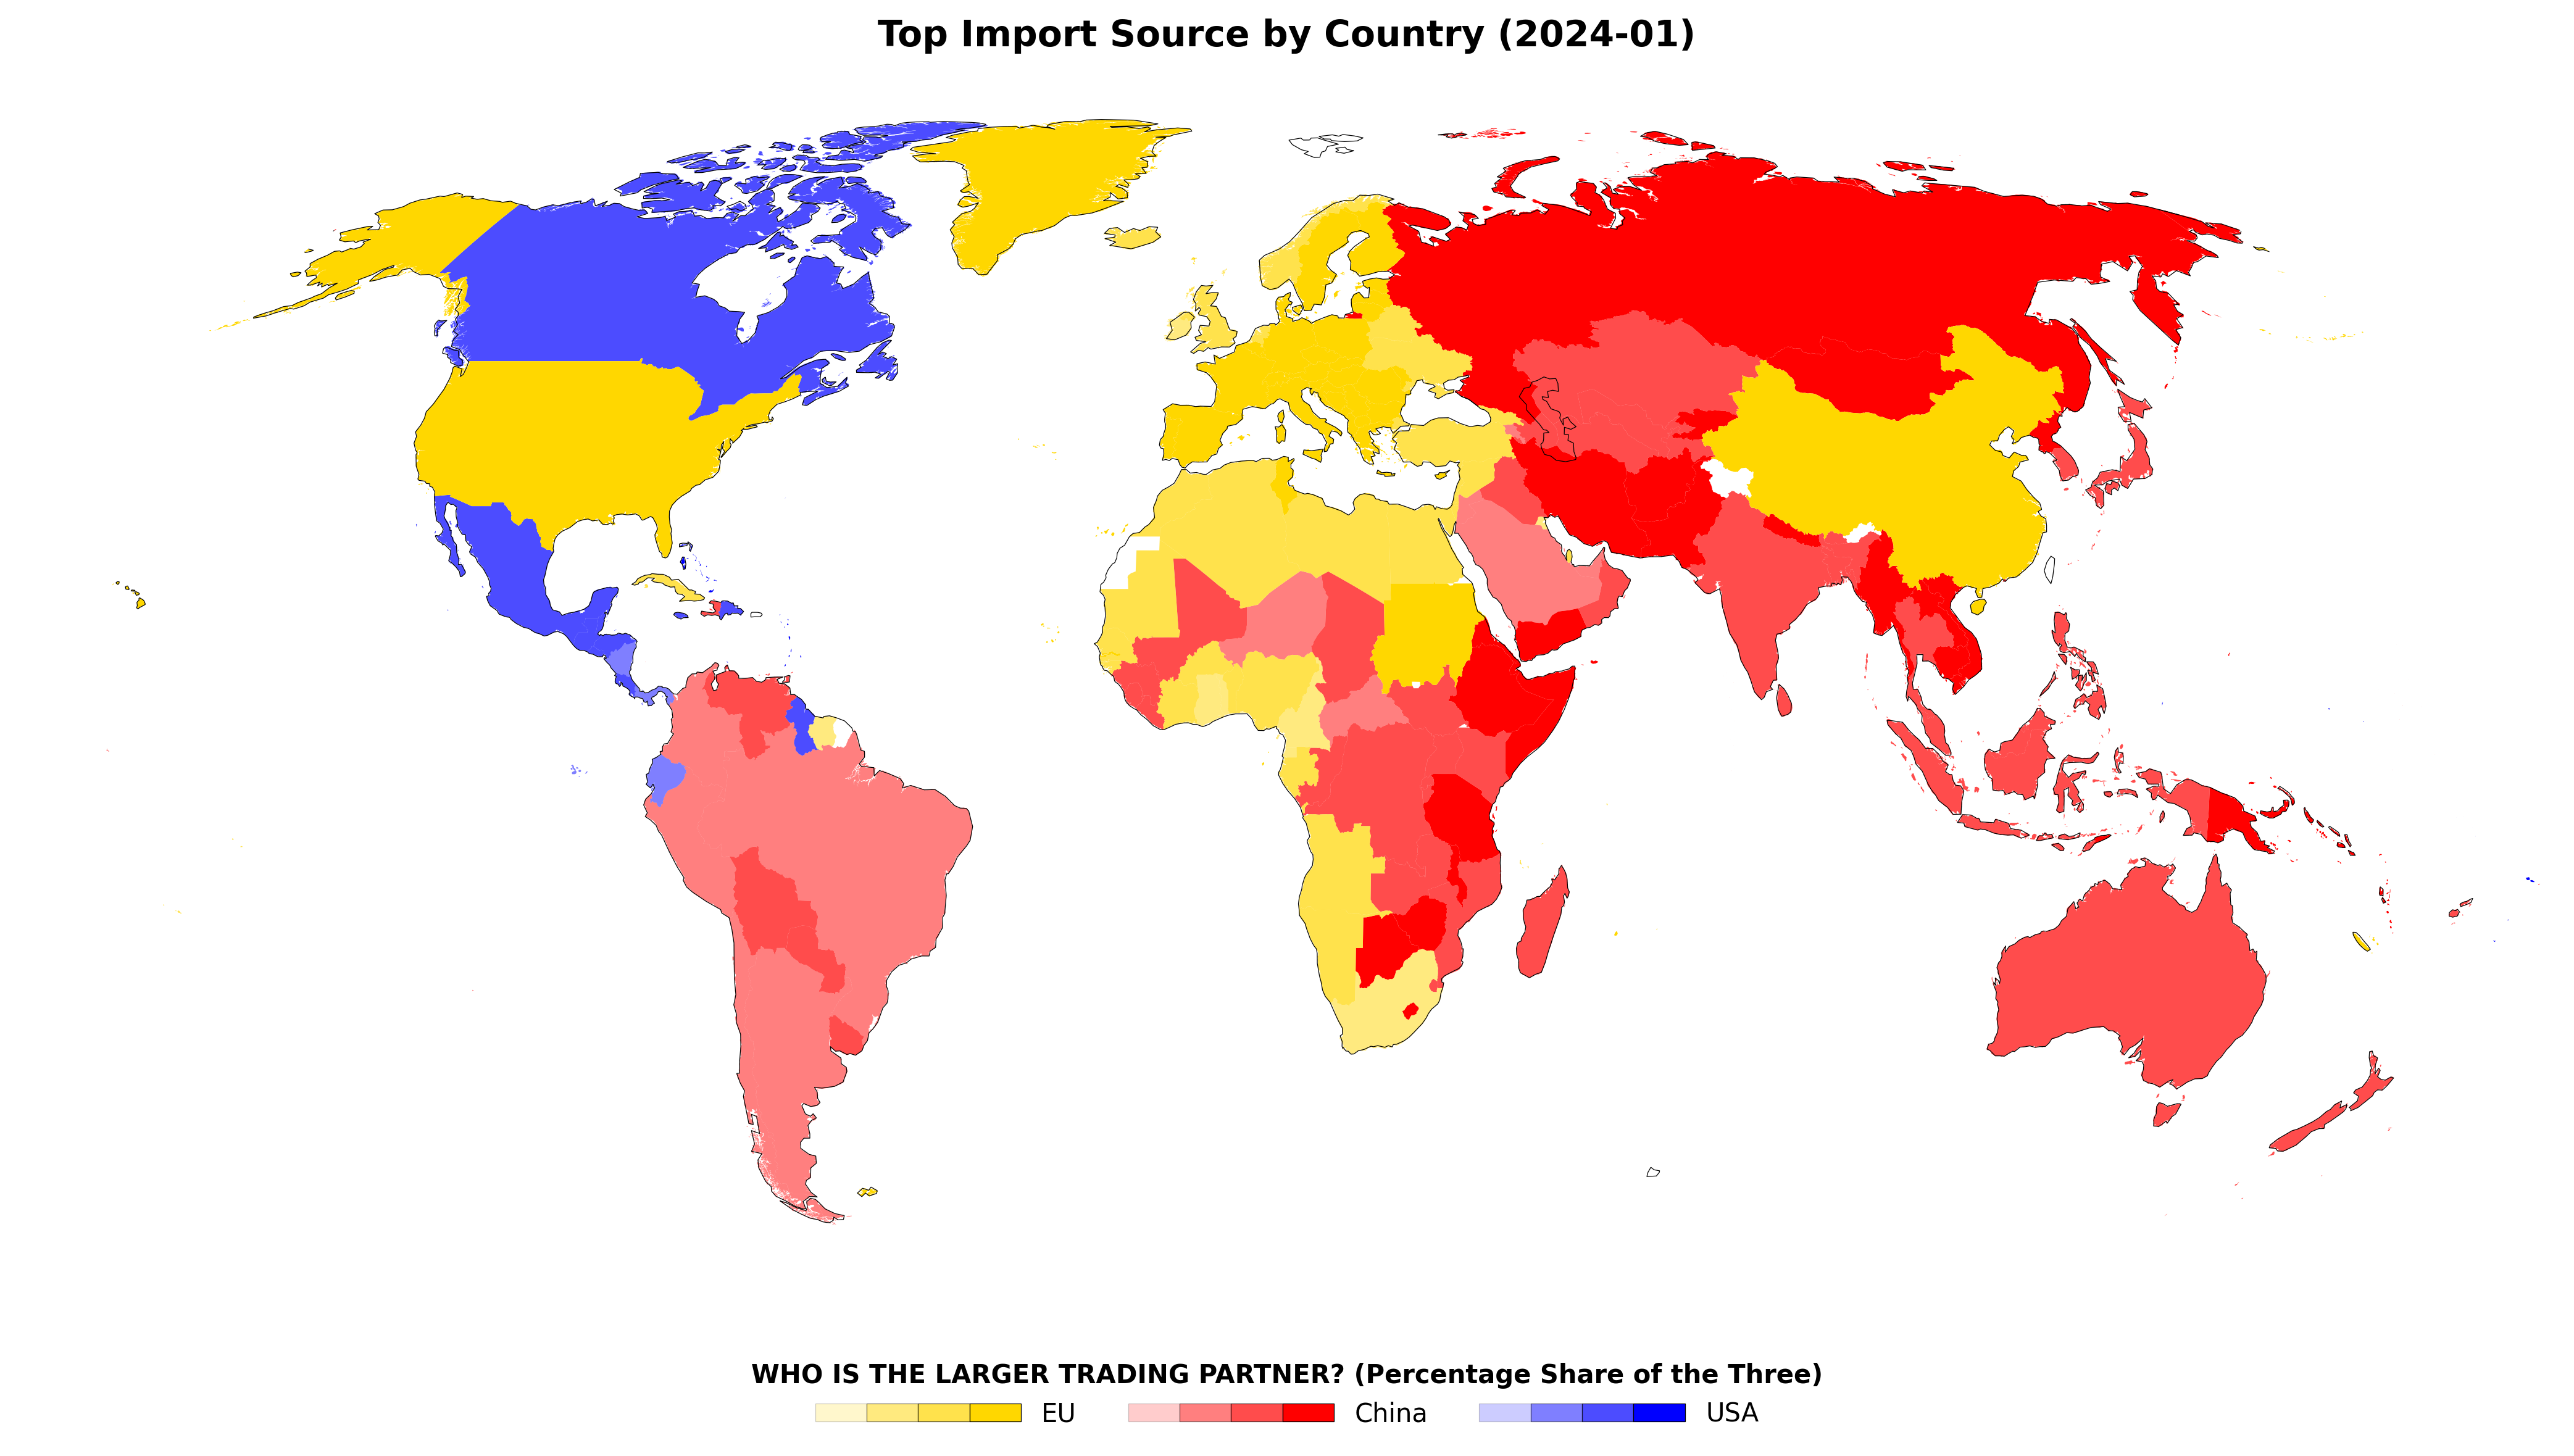 Top Import Source by Country (2024-01)
WHO IS THE LARGER TRADING PARTNER? (Percentage Share of the Three)
EU China USA